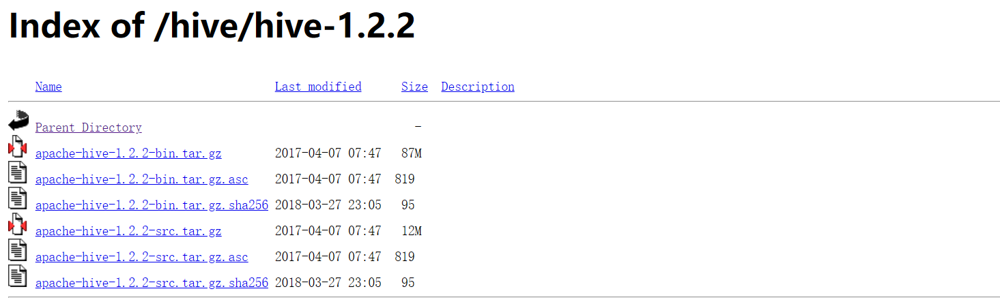 Index of /hive/hive-1.2.2
Name Last modified Size Description
Parent Directory -
apache-hive-1.2.2-bin.tar.gz 2017-04-07 07:47 87M
apache-hive-1.2.2-bin.tar.gz.asc 2017-04-07 07:47 819
apache-hive-1.2.2-bin.tar.gz.sha256 2018-03-27 23:05 95
apache-hive-1.2.2-src.tar.gz 2017-04-07 07:47 12M
apache-hive-1.2.2-src.tar.gz.asc 2017-04-07 07:47 819
apache-hive-1.2.2-src.tar.gz.sha256 2018-03-27 23:05 95